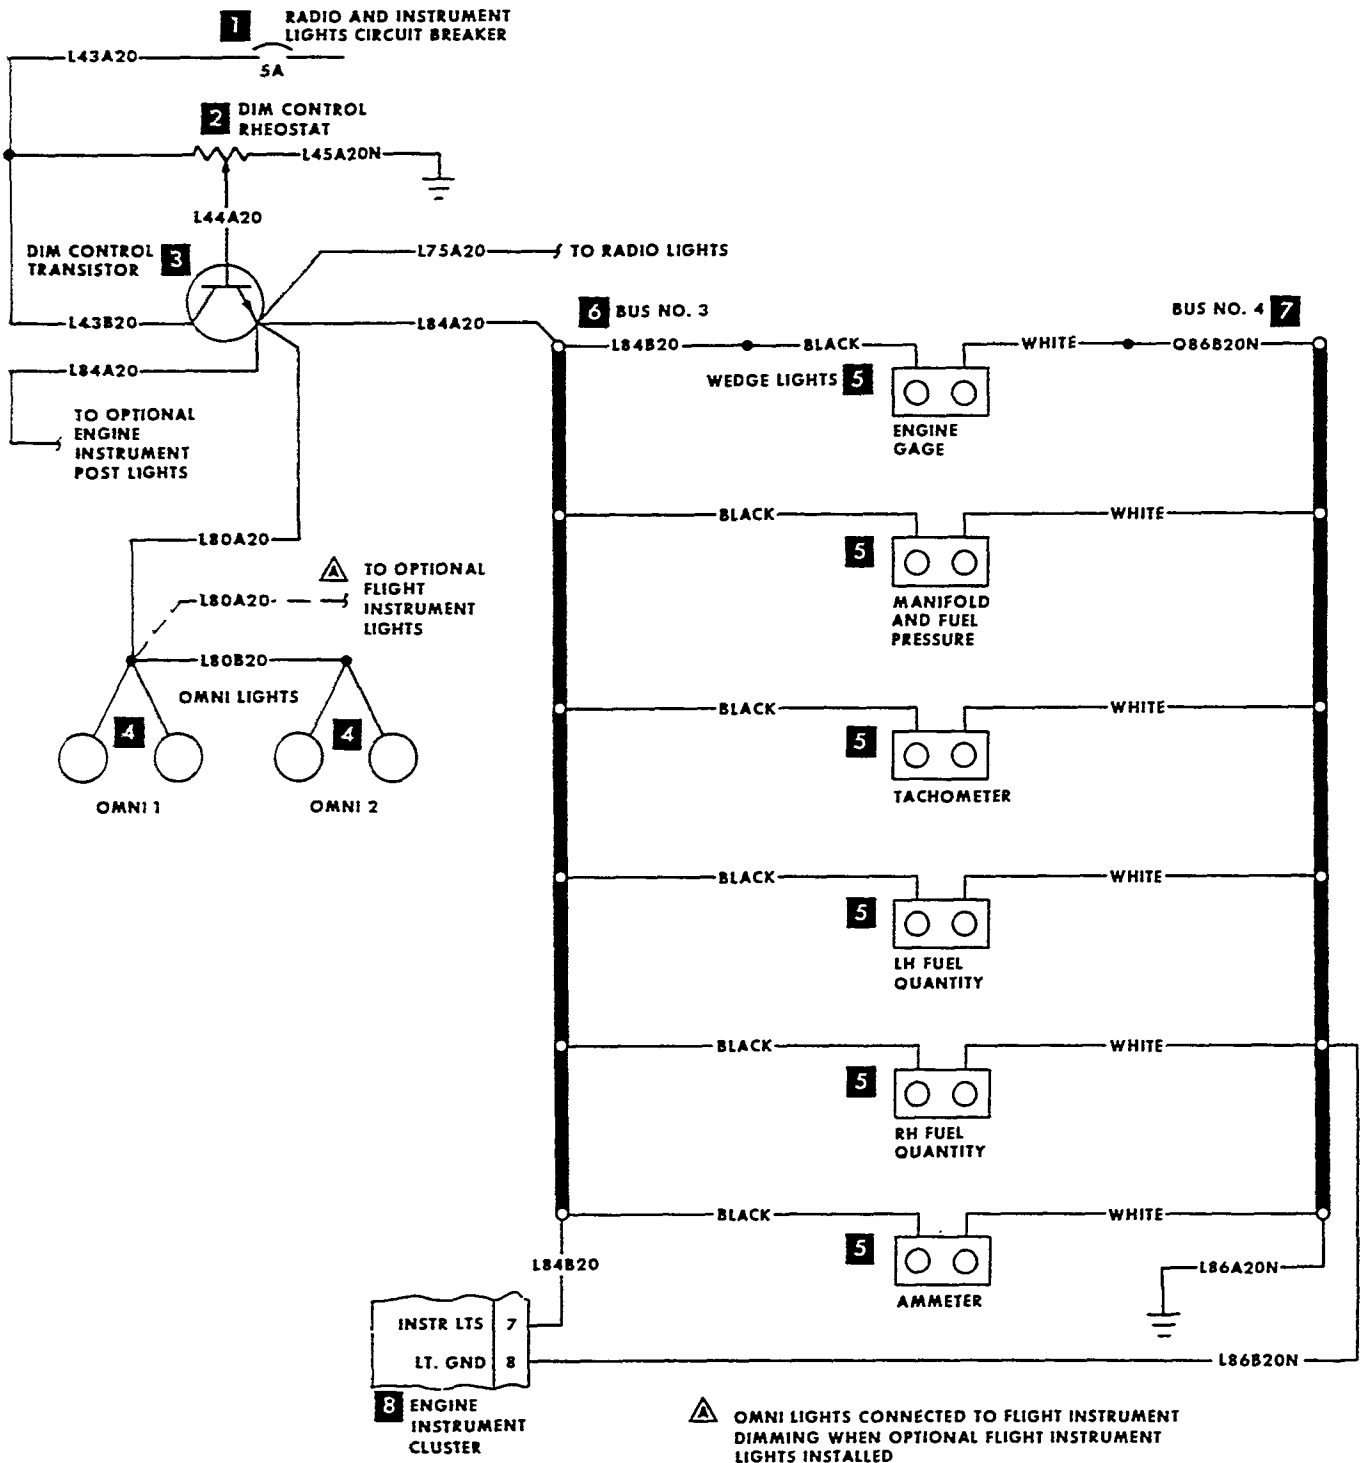 1 RADIO AND INSTRUMENT
LIGHTS CIRCUIT BREAKER
L43A20
5A
2 DIM CONTROL
RHEOSTAT
L45A20N
L44A20
DIM CONTROL 3
TRANSISTOR
L75A20 TO RADIO LIGHTS
L43B20
L84A20
L84A20
TO OPTIONAL
ENGINE
INSTRUMENT
POST LIGHTS
L80A20
A TO OPTIONAL
FLIGHT
INSTRUMENT
LIGHTS
L80A20
L80B20
OMNI LIGHTS
4
4
OMNI 1
OMNI 2
6 BUS NO. 3
BUS NO. 4 7
L84B20
BLACK
WHITE
O86B20N
WEDGE LIGHTS 5
ENGINE
GAGE
BLACK
WHITE
5
MANIFOLD
AND FUEL
PRESSURE
BLACK
WHITE
5
TACHOMETER
BLACK
WHITE
5
LH FUEL
QUANTITY
BLACK
WHITE
5
RH FUEL
QUANTITY
BLACK
WHITE
5
AMMETER
L84B20
L86A20N
INSTR LTS 7
LT. GND 8
L86B20N
8 ENGINE
INSTRUMENT
CLUSTER
A OMNI LIGHTS CONNECTED TO FLIGHT INSTRUMENT
DIMMING WHEN OPTIONAL FLIGHT INSTRUMENT
LIGHTS INSTALLED